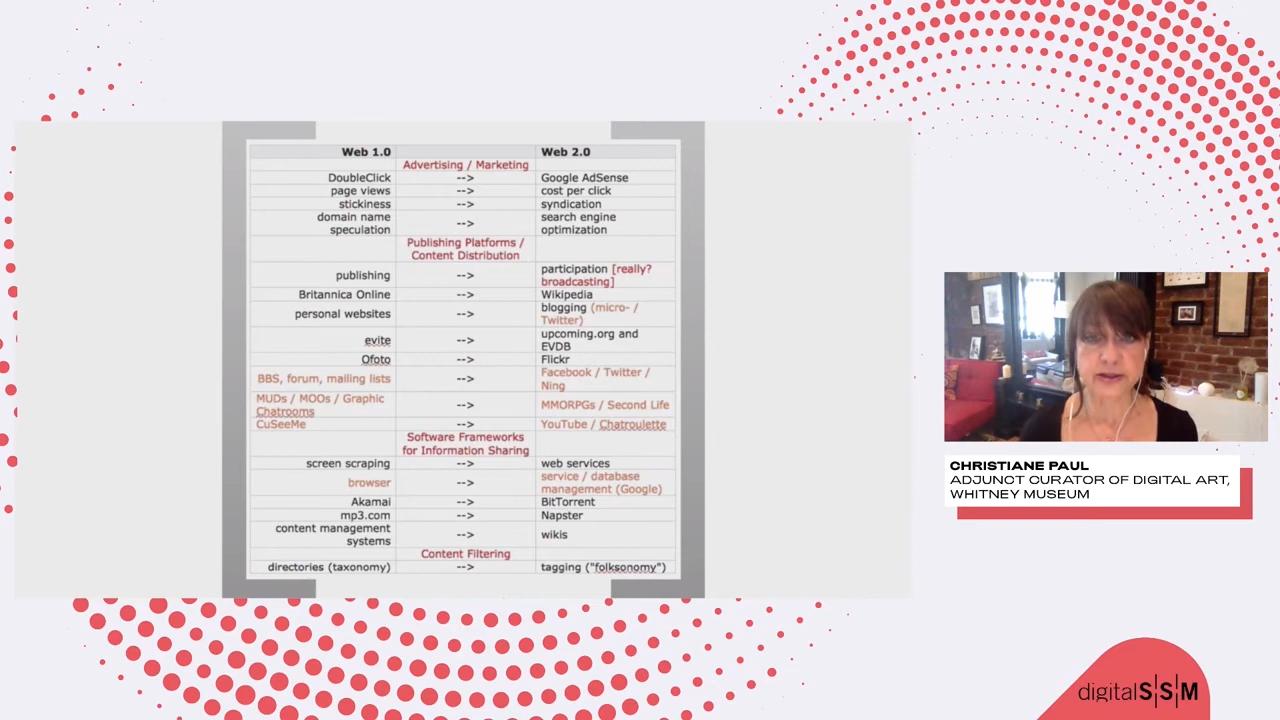 Web 1.0 Web 2.0
Advertising / Marketing
DoubleClick --> Google AdSense
page views --> cost per click
stickiness --> syndication
domain name speculation --> search engine optimization
Publishing Platforms / Content Distribution
publishing --> participation [really? broadcasting]
Britannica Online --> Wikipedia
personal websites --> blogging (micro- / Twitter)
evite --> upcoming.org and EVDB
Ofoto --> Flickr
BBS, forum, mailing lists --> Facebook / Twitter / Ning
MUDs / MOOs / Graphic Chatrooms --> MMORPGs / Second Life
CuSeeMe --> YouTube / Chatroulette
Software Frameworks for Information Sharing
screen scraping --> web services
browser --> service / database management (Google)
Akamai --> BitTorrent
mp3.com --> Napster
content management systems --> wikis
Content Filtering
directories (taxonomy) --> tagging ("folksonomy")
CHRISTIANE PAUL
ADJUNCT CURATOR OF DIGITAL ART,
WHITNEY MUSEUM
digitalS|S|M